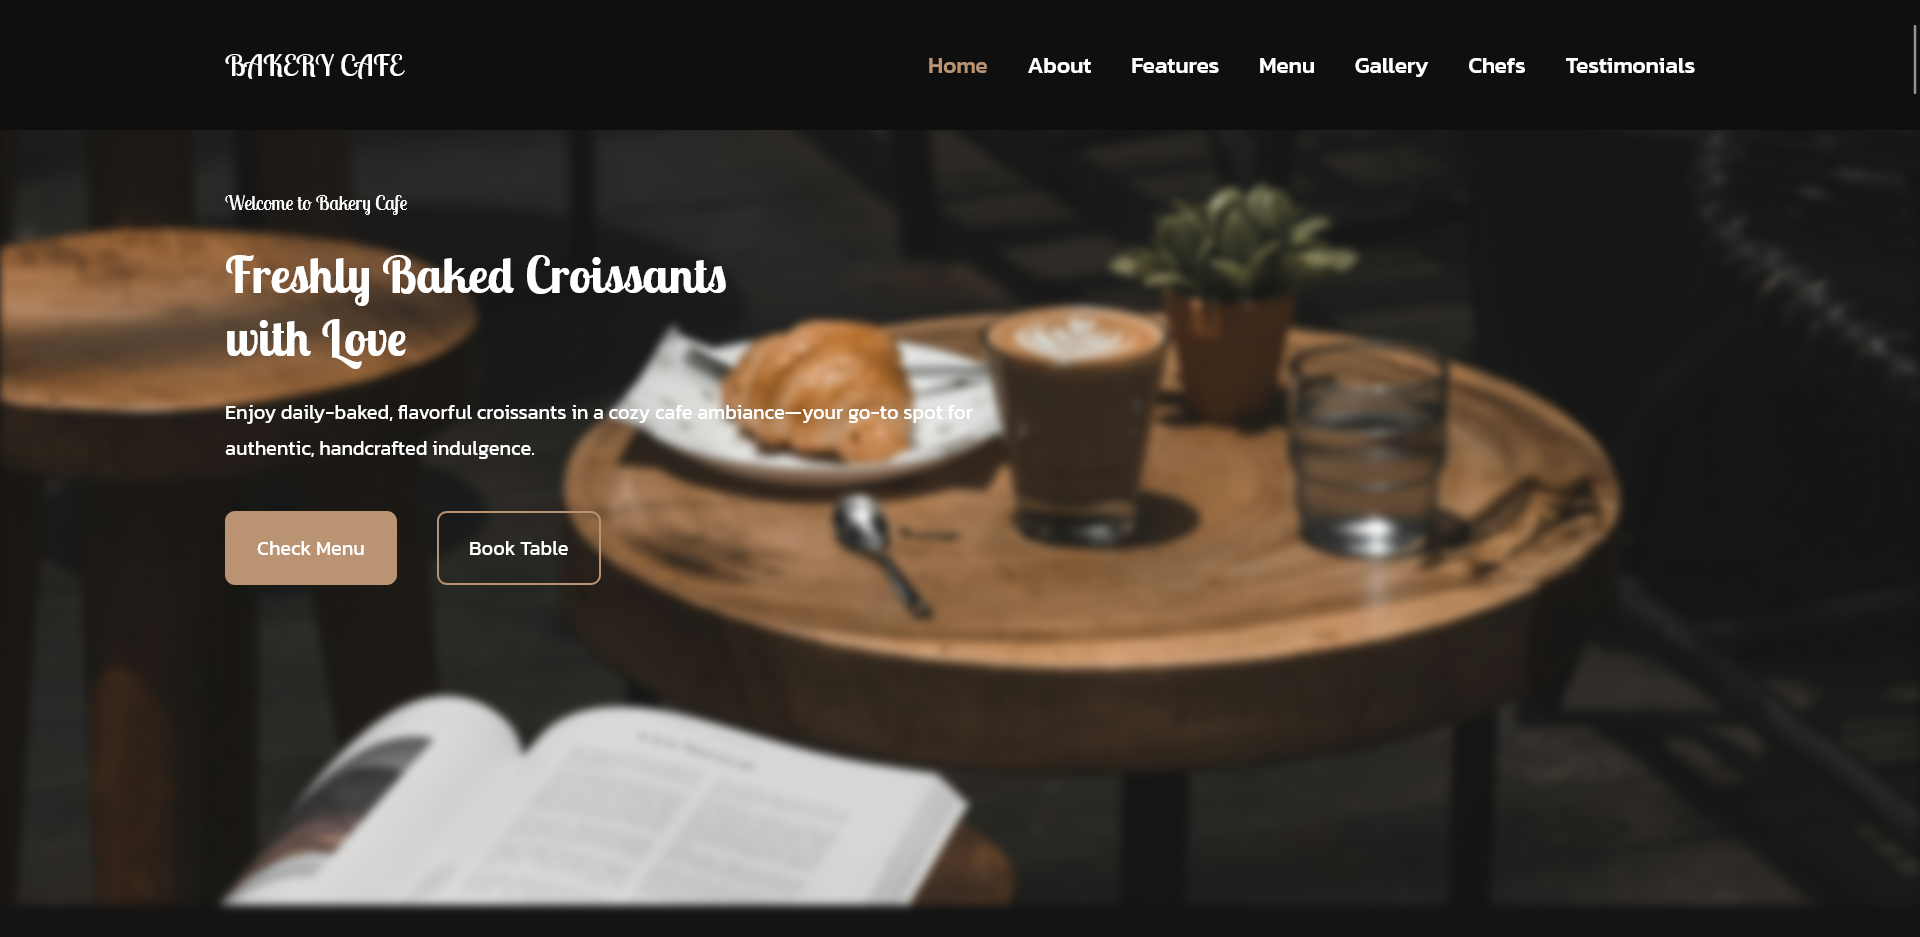 BAKERY CAFE
Home About Features Menu Gallery Chefs Testimonials
Welcome to Bakery Cafe
Freshly Baked Croissants
with Love
Enjoy daily-baked, flavorful croissants in a cozy cafe ambiance—your go-to spot for
authentic, handcrafted indulgence.
Check Menu Book Table